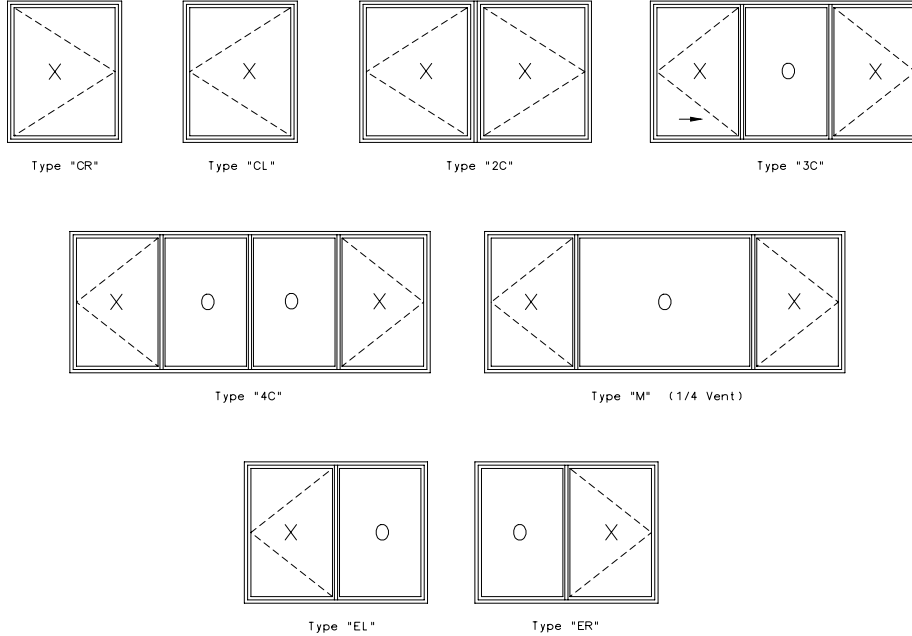 X
X
X X
X O X
Type "CR"
Type "CL"
Type "2C"
Type "3C"
X O O X
X O X
Type "4C"
Type "M" (1/4 Vent)
X O
O X
Type "EL"
Type "ER"